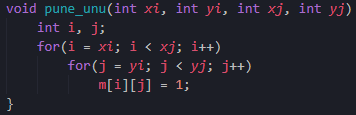 void pune_unu(int xi, int yi, int xj, int yj)
    int i, j;
    for(i = xi; i < xj; i++)
        for(j = yi; j < yj; j++)
            m[i][j] = 1;
}